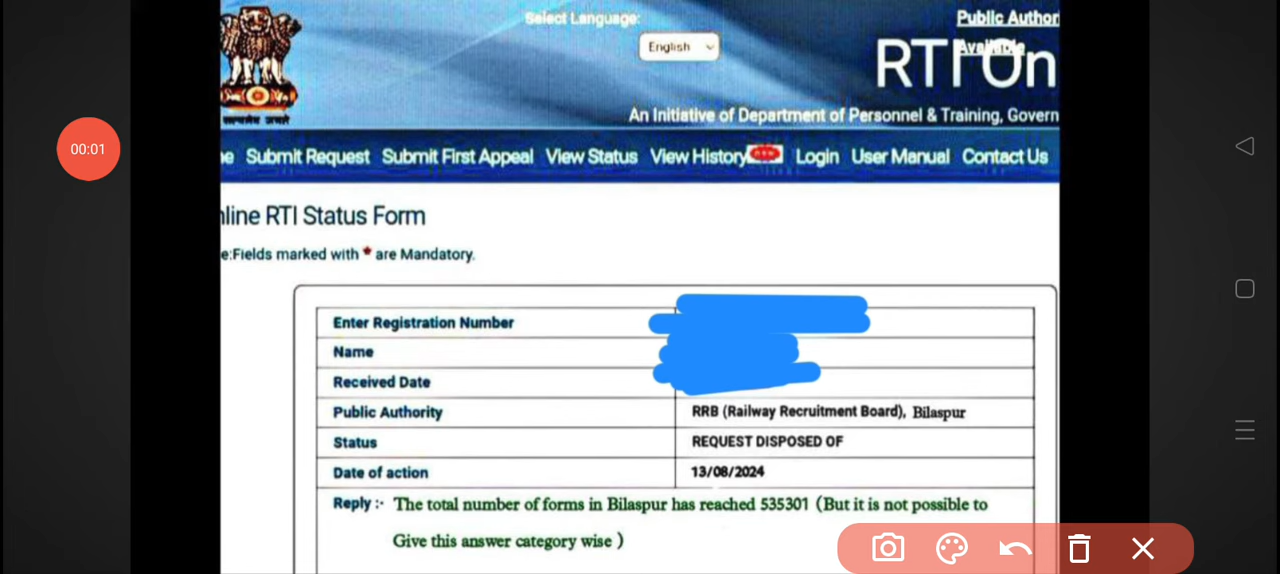 Select Language:
Public Author
English
Available
RTI On
An Initiative of Department of Personnel & Training, Govern
00:01
e Submit Request Submit First Appeal View Status View History Login User Manual Contact Us
nline RTI Status Form
e:Fields marked with * are Mandatory.
Enter Registration Number
Name
Received Date
Public Authority RRB (Railway Recruitment Board), Bilaspur
Status REQUEST DISPOSED OF
Date of action 13/08/2024
Reply :- The total number of forms in Bilaspur has reached 535301 (But it is not possible to
Give this answer category wise )